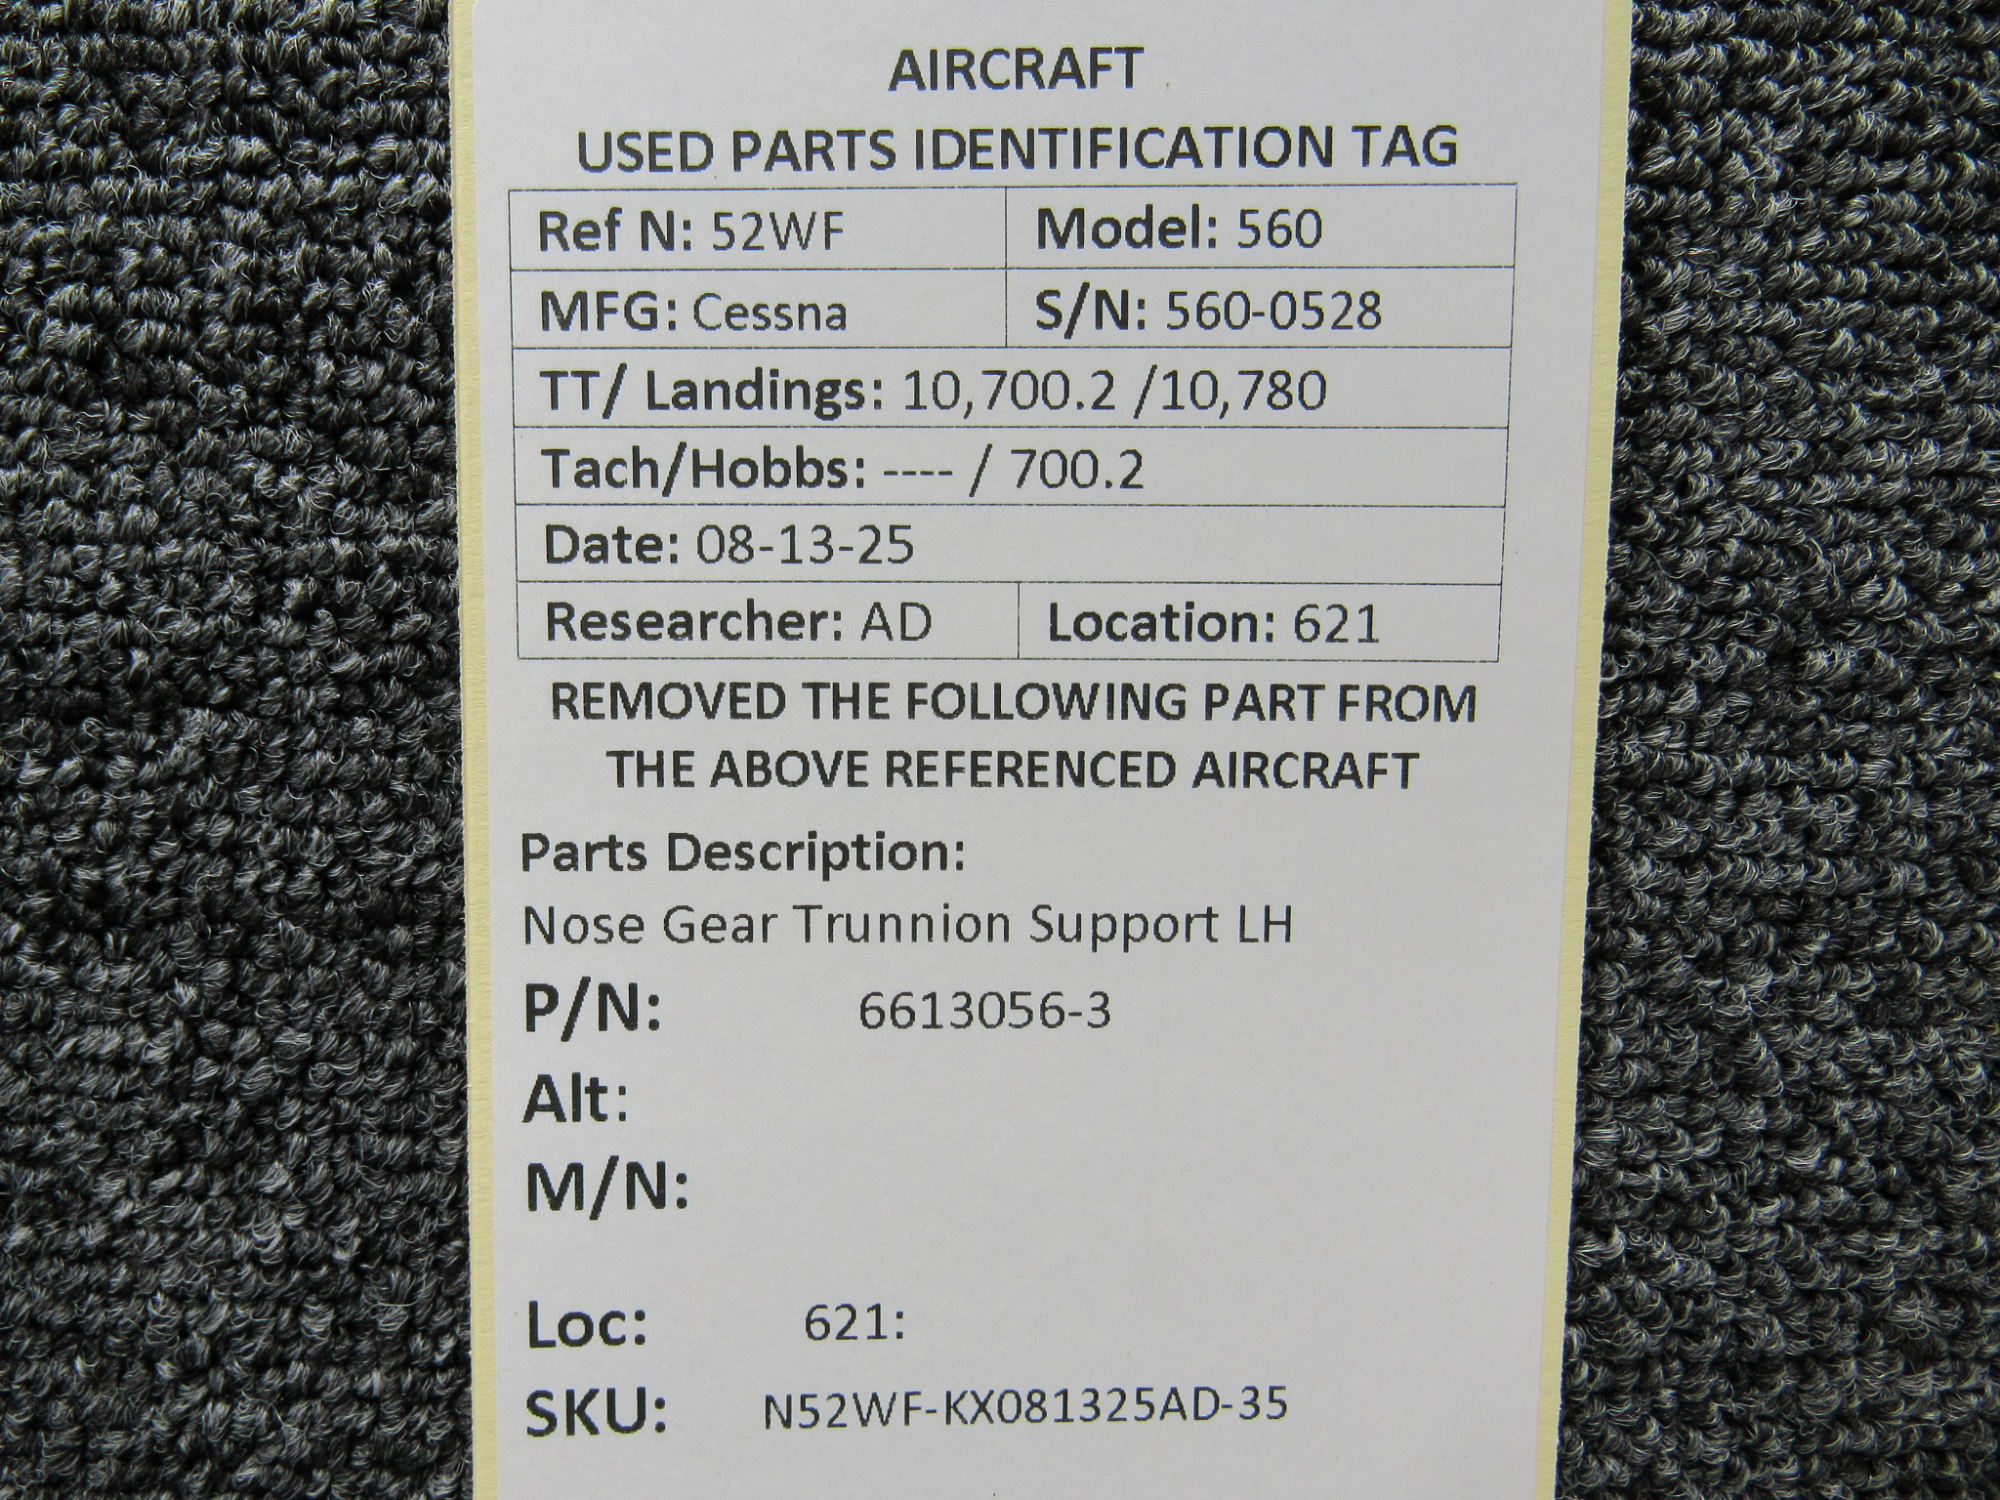 AIRCRAFT
USED PARTS IDENTIFICATION TAG
Ref N: 52WF Model: 560
MFG: Cessna S/N: 560-0528
TT/ Landings: 10,700.2 /10,780
Tach/Hobbs: ---- / 700.2
Date: 08-13-25
Researcher: AD Location: 621
REMOVED THE FOLLOWING PART FROM
THE ABOVE REFERENCED AIRCRAFT
Parts Description:
Nose Gear Trunnion Support LH
P/N: 6613056-3
Alt:
M/N:
Loc: 621:
SKU: N52WF-KX081325AD-35